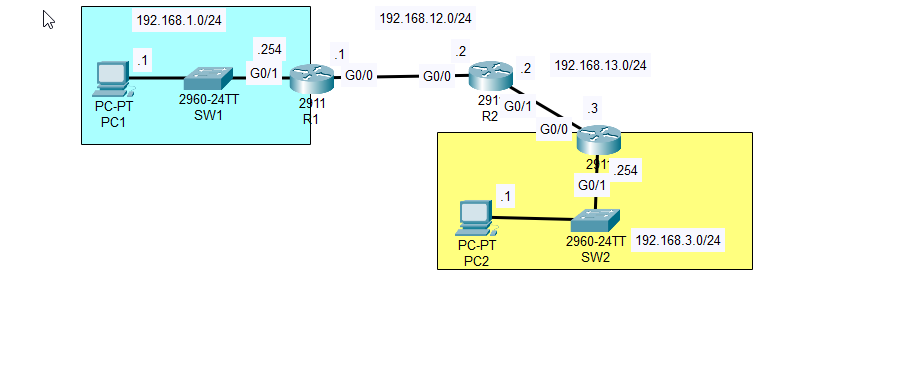 192.168.1.0/24
192.168.12.0/24
.254
.1
.1
.2
.2
192.168.13.0/24
G0/1
G0/0
G0/0
PC-PT
PC1
2960-24TT
SW1
2911
R1
291
R2
G0/1
.3
G0/0
291
.254
G0/1
.1
PC-PT
PC2
2960-24TT
SW2
192.168.3.0/24